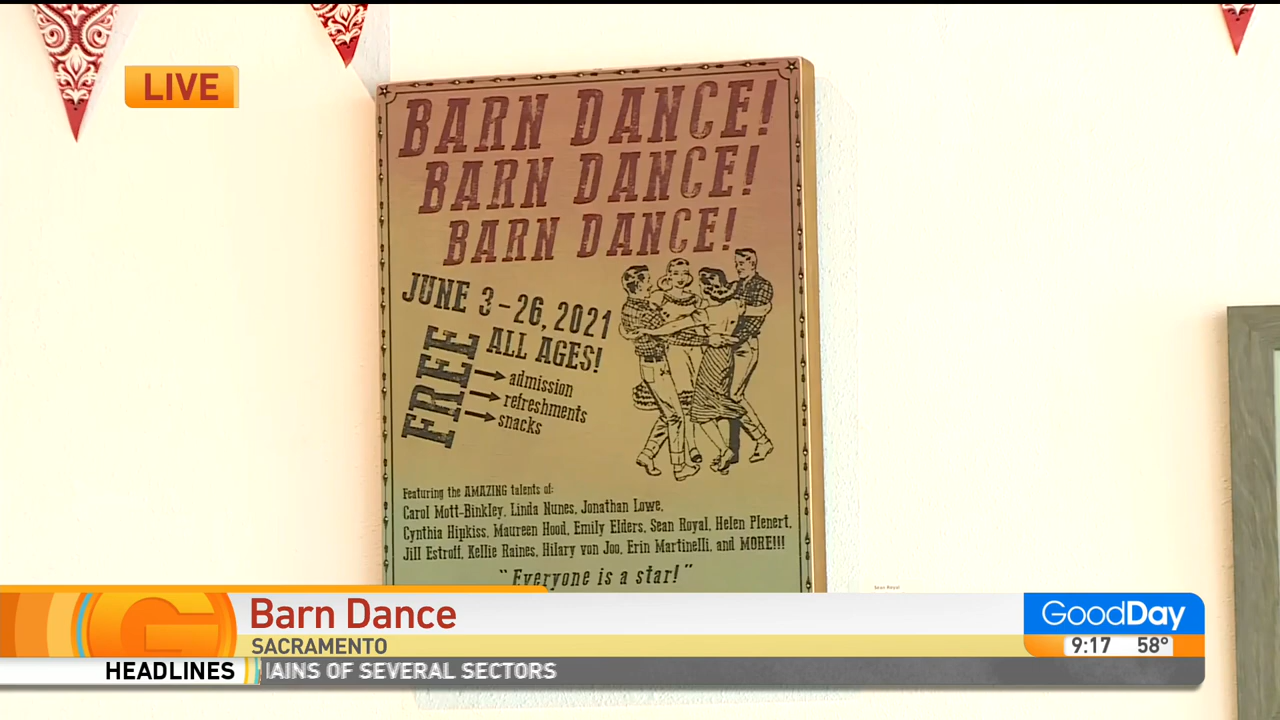 LIVE
BARN DANCE!
BARN DANCE!
BARN DANCE!
JUNE 3-26, 2021
ALL AGES!
FREE
admission
refreshments
snacks
Featuring the AMAZING talents of:
Carol Mott-Binkley, Linda Nunes, Jonathan Lowe,
Cynthia Hipkiss, Maureen Hood, Emily Elders, Sean Royal, Helen Plenert,
Jill Estroff, Kellie Raines, Hilary von Joo, Erin Martinelli, and MORE!!!
"Everyone is a star!"
Sean Royal
G
Barn Dance
SACRAMENTO
GoodDay
9:17 58°
HEADLINES IAINS OF SEVERAL SECTORS